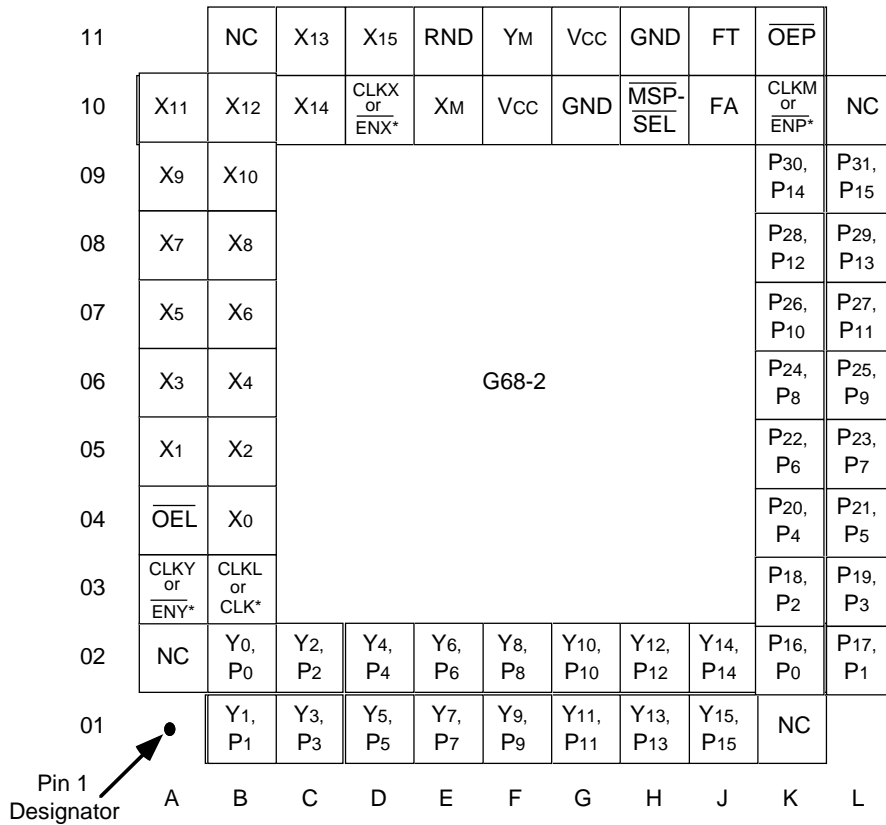 11 NC X13 X15 RND YM VCC GND FT OEP
10 X11 X12 X14 CLKX or ENX* XM VCC GND MSP-SEL FA CLKM or ENP* NC
09 X9 X10 P30, P14 P31, P15
08 X7 X8 P28, P12 P29, P13
07 X5 X6 P26, P10 P27, P11
06 X3 X4 G68-2 P24, P8 P25, P9
05 X1 X2 P22, P6 P23, P7
04 OEL X0 P20, P4 P21, P5
03 CLKY or ENY* CLKL or CLK* P18, P2 P19, P3
02 NC Y0, P0 Y2, P2 Y4, P4 Y6, P6 Y8, P8 Y10, P10 Y12, P12 Y14, P14 P16, P0 P17, P1
01 Y1, P1 Y3, P3 Y5, P5 Y7, P7 Y9, P9 Y11, P11 Y13, P13 Y15, P15 NC
Pin 1
Designator
A B C D E F G H J K L